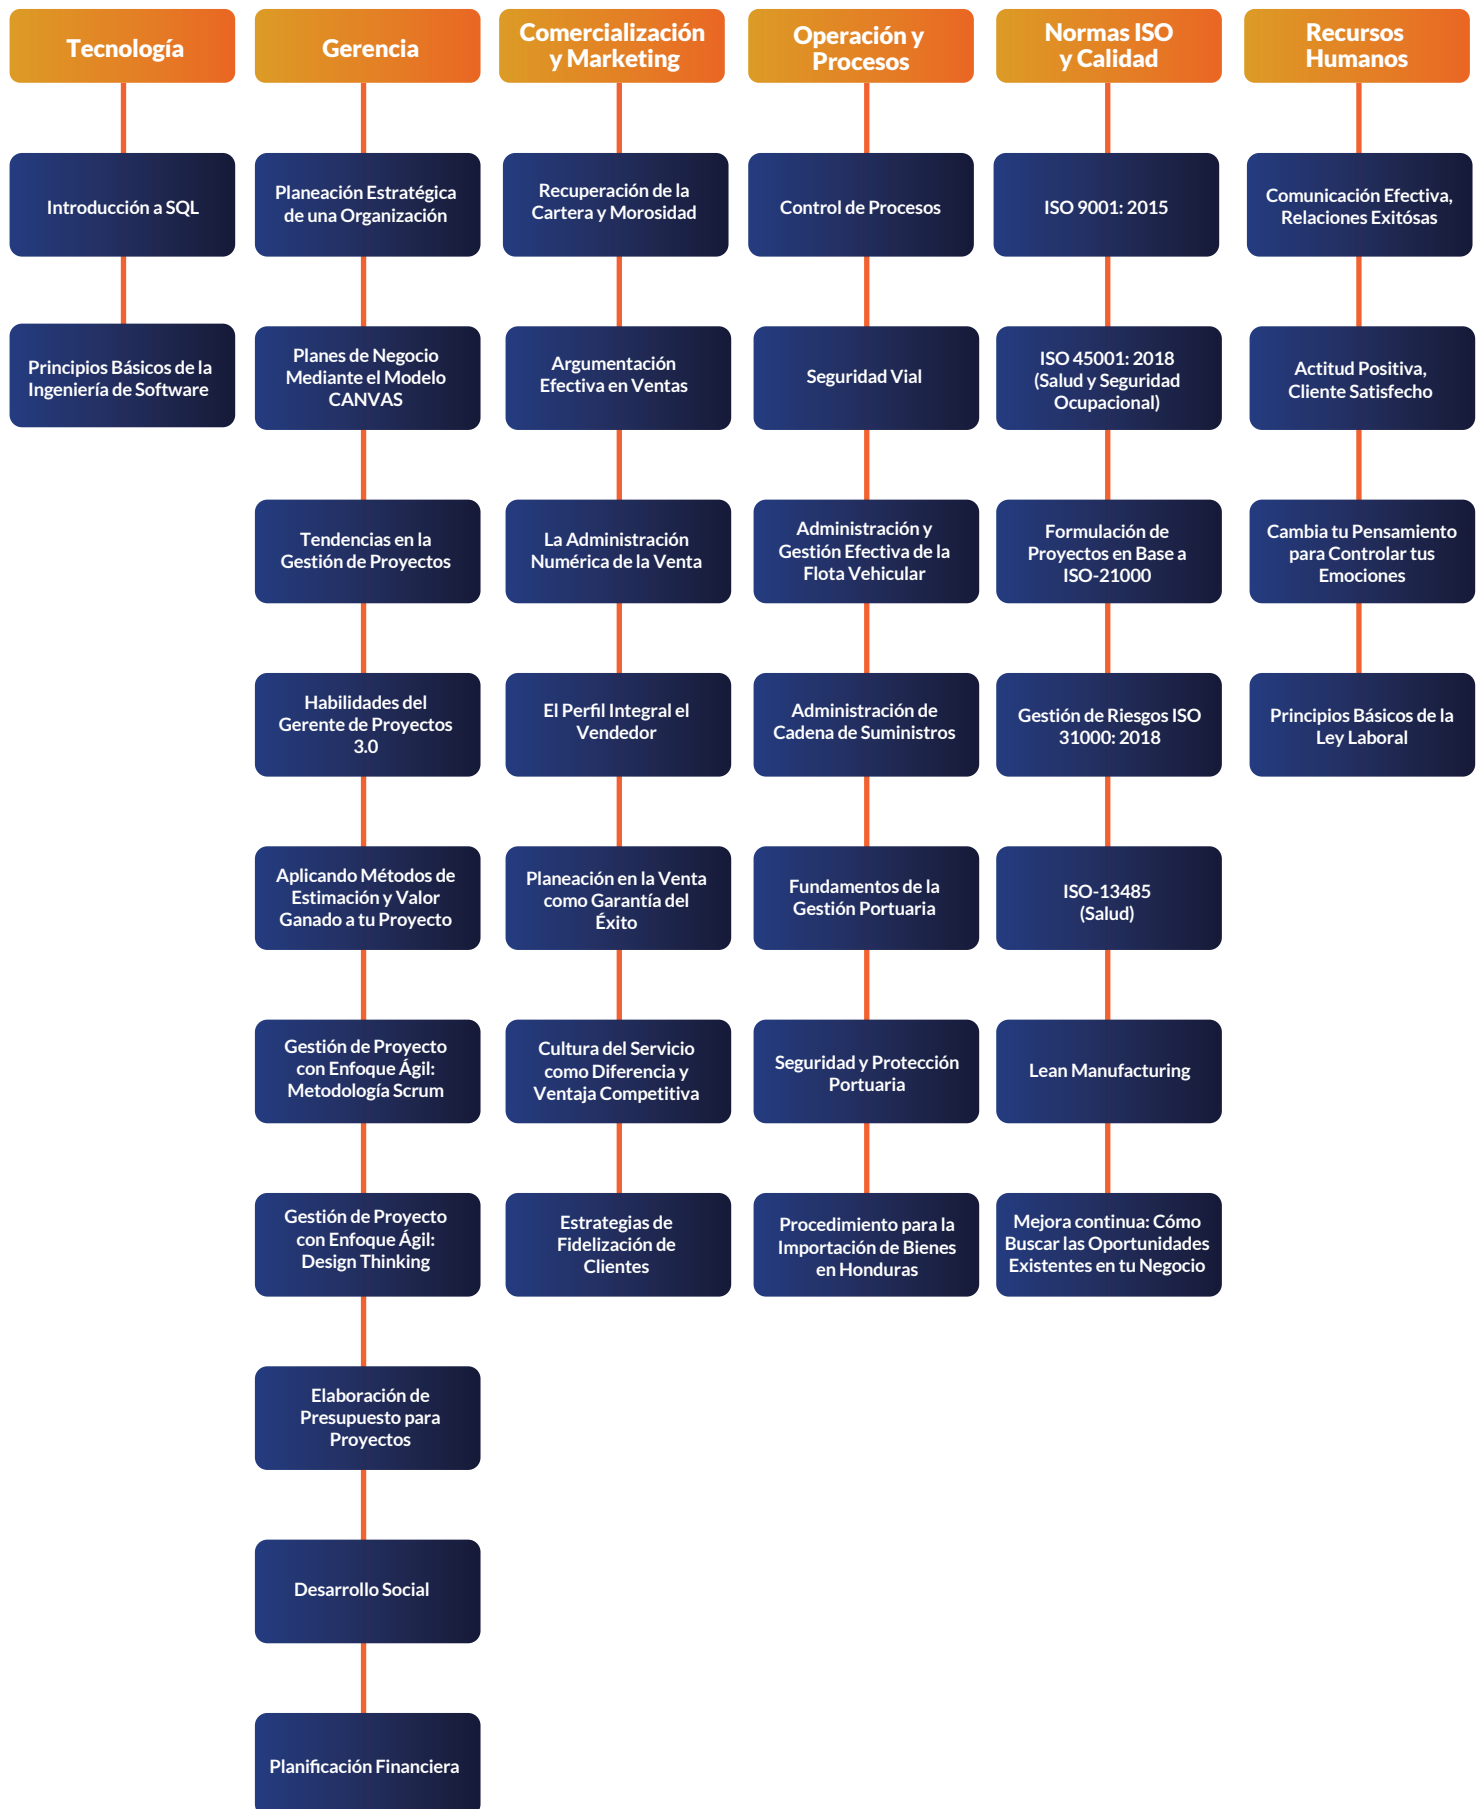 Tecnología
Introducción a SQL
Principios Básicos de la
Ingeniería de Software
Gerencia
Planeación Estratégica
de una Organización
Planes de Negocio
Mediante el Modelo
CANVAS
Tendencias en la
Gestión de Proyectos
Habilidades del
Gerente de Proyectos
3.0
Aplicando Métodos de
Estimación y Valor
Ganado a tu Proyecto
Gestión de Proyecto
con Enfoque Ágil:
Metodología Scrum
Gestión de Proyecto
con Enfoque Ágil:
Design Thinking
Elaboración de
Presupuesto para
Proyectos
Desarrollo Social
Planificación Financiera
Comercialización
y Marketing
Recuperación de la
Cartera y Morosidad
Argumentación
Efectiva en Ventas
La Administración
Numérica de la Venta
El Perfil Integral el
Vendedor
Planeación en la Venta
como Garantía del
Éxito
Cultura del Servicio
como Diferencia y
Ventaja Competitiva
Estrategias de
Fidelización de
Clientes
Operación y
Procesos
Control de Procesos
Seguridad Vial
Administración y
Gestión Efectiva de la
Flota Vehicular
Administración de
Cadena de Suministros
Fundamentos de la
Gestión Portuaria
Seguridad y Protección
Portuaria
Procedimiento para la
Importación de Bienes
en Honduras
Normas ISO
y Calidad
ISO 9001: 2015
ISO 45001: 2018
(Salud y Seguridad
Ocupacional)
Formulación de
Proyectos en Base a
ISO-21000
Gestión de Riesgos ISO
31000: 2018
ISO-13485
(Salud)
Lean Manufacturing
Mejora continua: Cómo
Buscar las Oportunidades
Existentes en tu Negocio
Recursos
Humanos
Comunicación Efectiva,
Relaciones Exitósas
Actitud Positiva,
Cliente Satisfecho
Cambia tu Pensamiento
para Controlar tus
Emociones
Principios Básicos de la
Ley Laboral